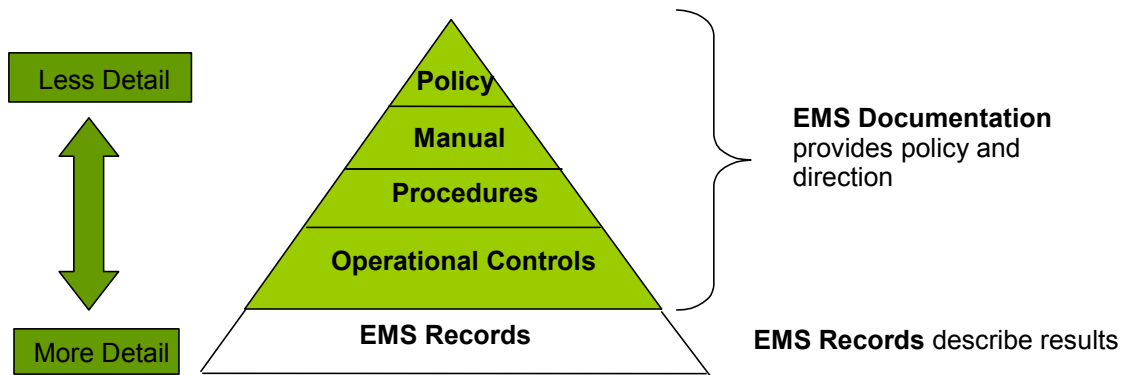 Less Detail
More Detail
Policy
Manual
Procedures
Operational Controls
EMS Records
EMS Documentation
provides policy and
direction
EMS Records describe results